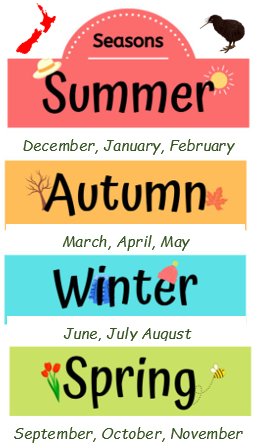 Seasons
Summer
December, January, February
Autumn
March, April, May
Winter
June, July August
Spring
September, October, November